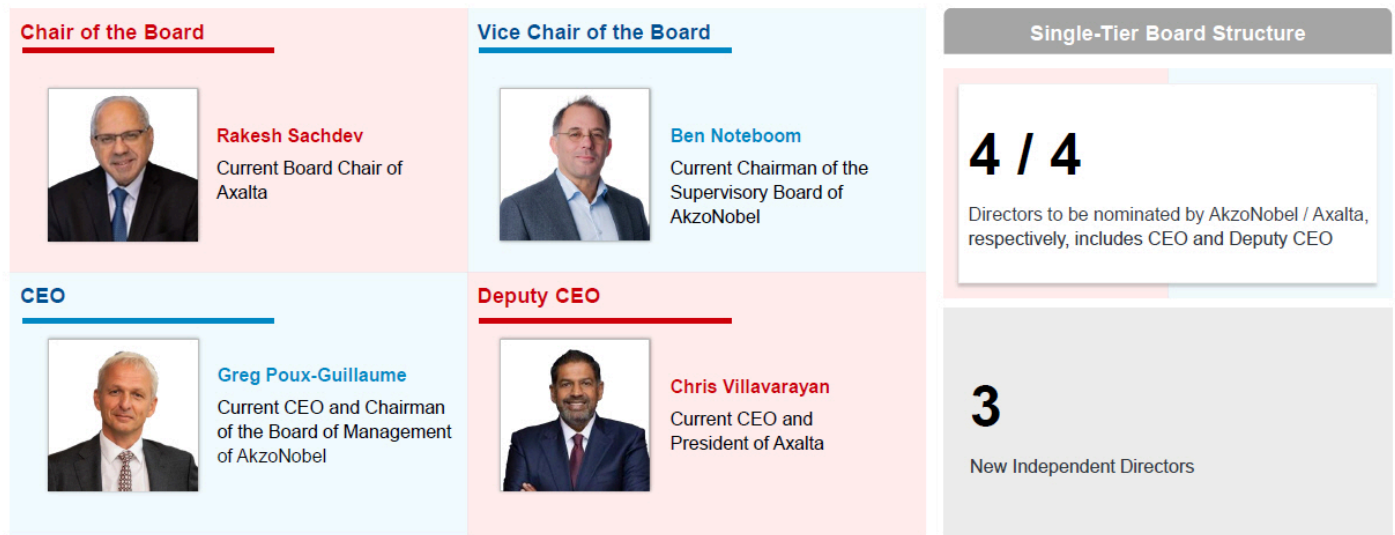 Chair of the Board
Rakesh Sachdev
Current Board Chair of
Axalta
Vice Chair of the Board
Ben Noteboom
Current Chairman of the
Supervisory Board of
AkzoNobel
CEO
Greg Poux-Guillaume
Current CEO and Chairman
of the Board of Management
of AkzoNobel
Deputy CEO
Chris Villavarayan
Current CEO and
President of Axalta
Single-Tier Board Structure
4 / 4
Directors to be nominated by AkzoNobel / Axalta,
respectively, includes CEO and Deputy CEO
3
New Independent Directors